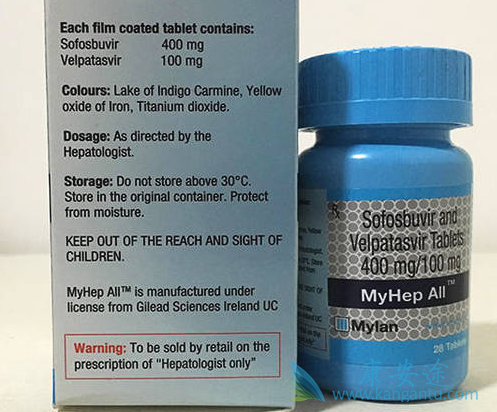 Each film coated tablet contains:
Sofosbuvir 400 mg
Velpatasvir 100 mg
Colours: Lake of Indigo Carmine, Yellow
oxide of Iron, Titanium dioxide.
Dosage: As directed by the
Hepatologist.
Storage: Do not store above 30°C.
Store in the original container. Protect
from moisture.
KEEP OUT OF THE REACH AND SIGHT OF
CHILDREN.
MyHep All™ is manufactured under
license from Gilead Sciences Ireland UC
Warning: To be sold by retail on the
prescription of "Hepatologist only"
℞
Sofosbuvir and
Velpatasvir Tablets
400 mg/100 mg
MyHep All™
Mylan
28 Tablets
www.kangantu.com